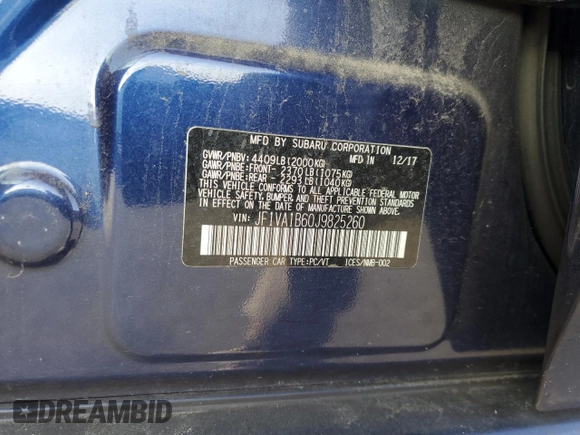 MFD BY SUBARU CORPORATION
GVWR/PNBV: 4409LB(2000KG) MFD IN 12/17
GAWR/PNBE:FRONT- 2370LB(1075KG)
GAWR/PNBE:REAR - 2293LB(1040KG)
THIS VEHICLE CONFORMS TO ALL APPLICABLE FEDERAL MOTOR
VEHICLE SAFETY, BUMPER, AND THEFT PREVENTION STANDARDS
IN EFFECT ON THE DATE OF MANUFACTURE SHOWN ABOVE.
VIN: JF1VA1B60J9825260
PASSENGER CAR TYPE:PC/VT ICES/NMB-002
DREAMBID